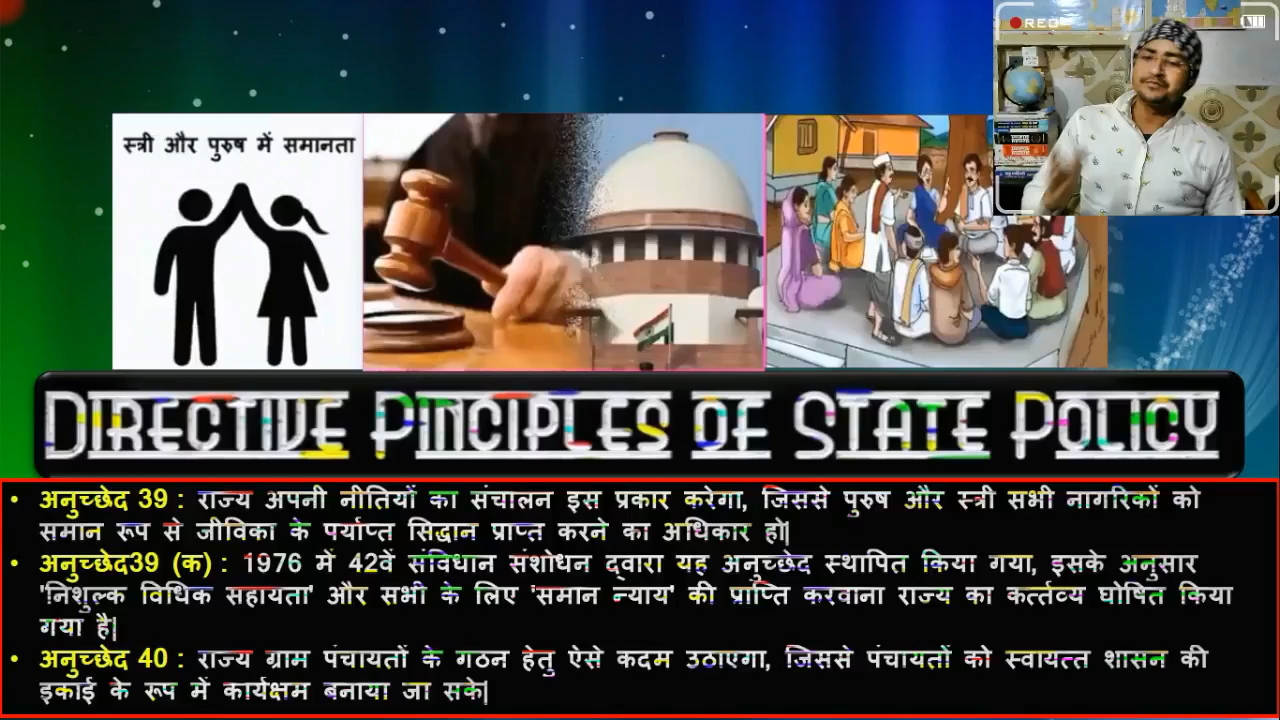 REC
स्त्री और पुरुष में समानता
DIRECTIVE PINCIPLES OF STATE POLICY
• अनुच्छेद 39 : राज्य अपनी नीतियों का संचालन इस प्रकार करेगा, जिससे पुरुष और स्त्री सभी नागरिकों को
समान रूप से जीविका के पर्याप्त सिद्धान प्राप्त करने का अधिकार हो|
• अनुच्छेद39 (क) : 1976 में 42वें संविधान संशोधन द्वारा यह अनुच्छेद स्थापित किया गया, इसके अनुसार
'निशुल्क विधिक सहायता' और सभी के लिए 'समान न्याय' की प्राप्ति करवाना राज्य का कर्त्तव्य घोषित किया
गया है|
• अनुच्छेद 40 : राज्य ग्राम पंचायतों के गठन हेतु ऐसे कदम उठाएगा, जिससे पंचायतों को स्वायत्त शासन की
इकाई के रूप में कार्यक्षम बनाया जा सके|